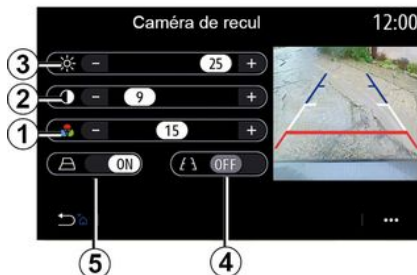 Caméra de recul 12:00
3 - 25 +
2 - 9 +
1 - 15 +
ON OFF
...
5 4